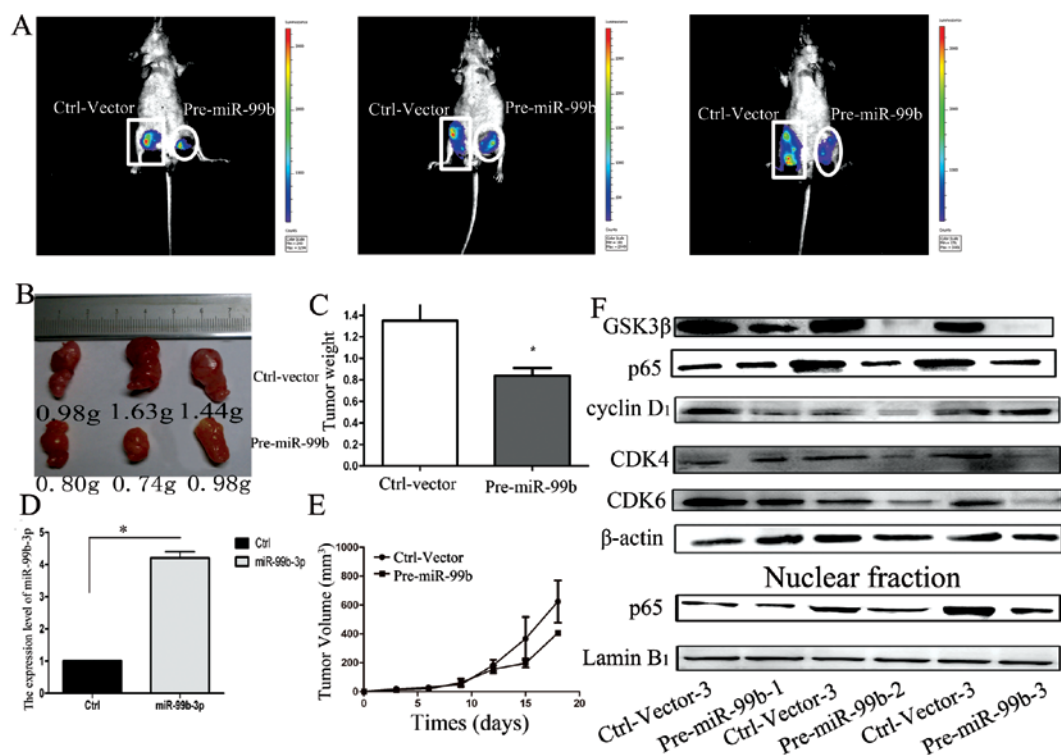 A
Ctrl-Vector
Pre-miR-99b
Ctrl-Vector
Pre-miR-99b
Ctrl-Vector
Pre-miR-99b
B
Ctrl-vector
0.98g 1.63g 1.44g
Pre-miR-99b
0.80g 0.74g 0.98g
C
Tumor weight
1.4
1.2
1.0
0.8
0.6
0.4
0.2
0.0
*
Ctrl-vector
Pre-miR-99b
D
The expression level of miR-99b-3p
5
4
3
2
1
0
*
Ctrl
miR-99b-3p
Ctrl
miR-99b-3p
E
Tumor Volume (mm³)
1000
800
600
400
200
0
Ctrl-Vector
Pre-miR-99b
0 5 10 15 20
Times (days)
F
GSK3β
p65
cyclin D1
CDK4
CDK6
β-actin
Nuclear fraction
p65
Lamin B1
Ctrl-Vector-3
Pre-miR-99b-1
Ctrl-Vector-3
Pre-miR-99b-2
Ctrl-Vector-3
Pre-miR-99b-3